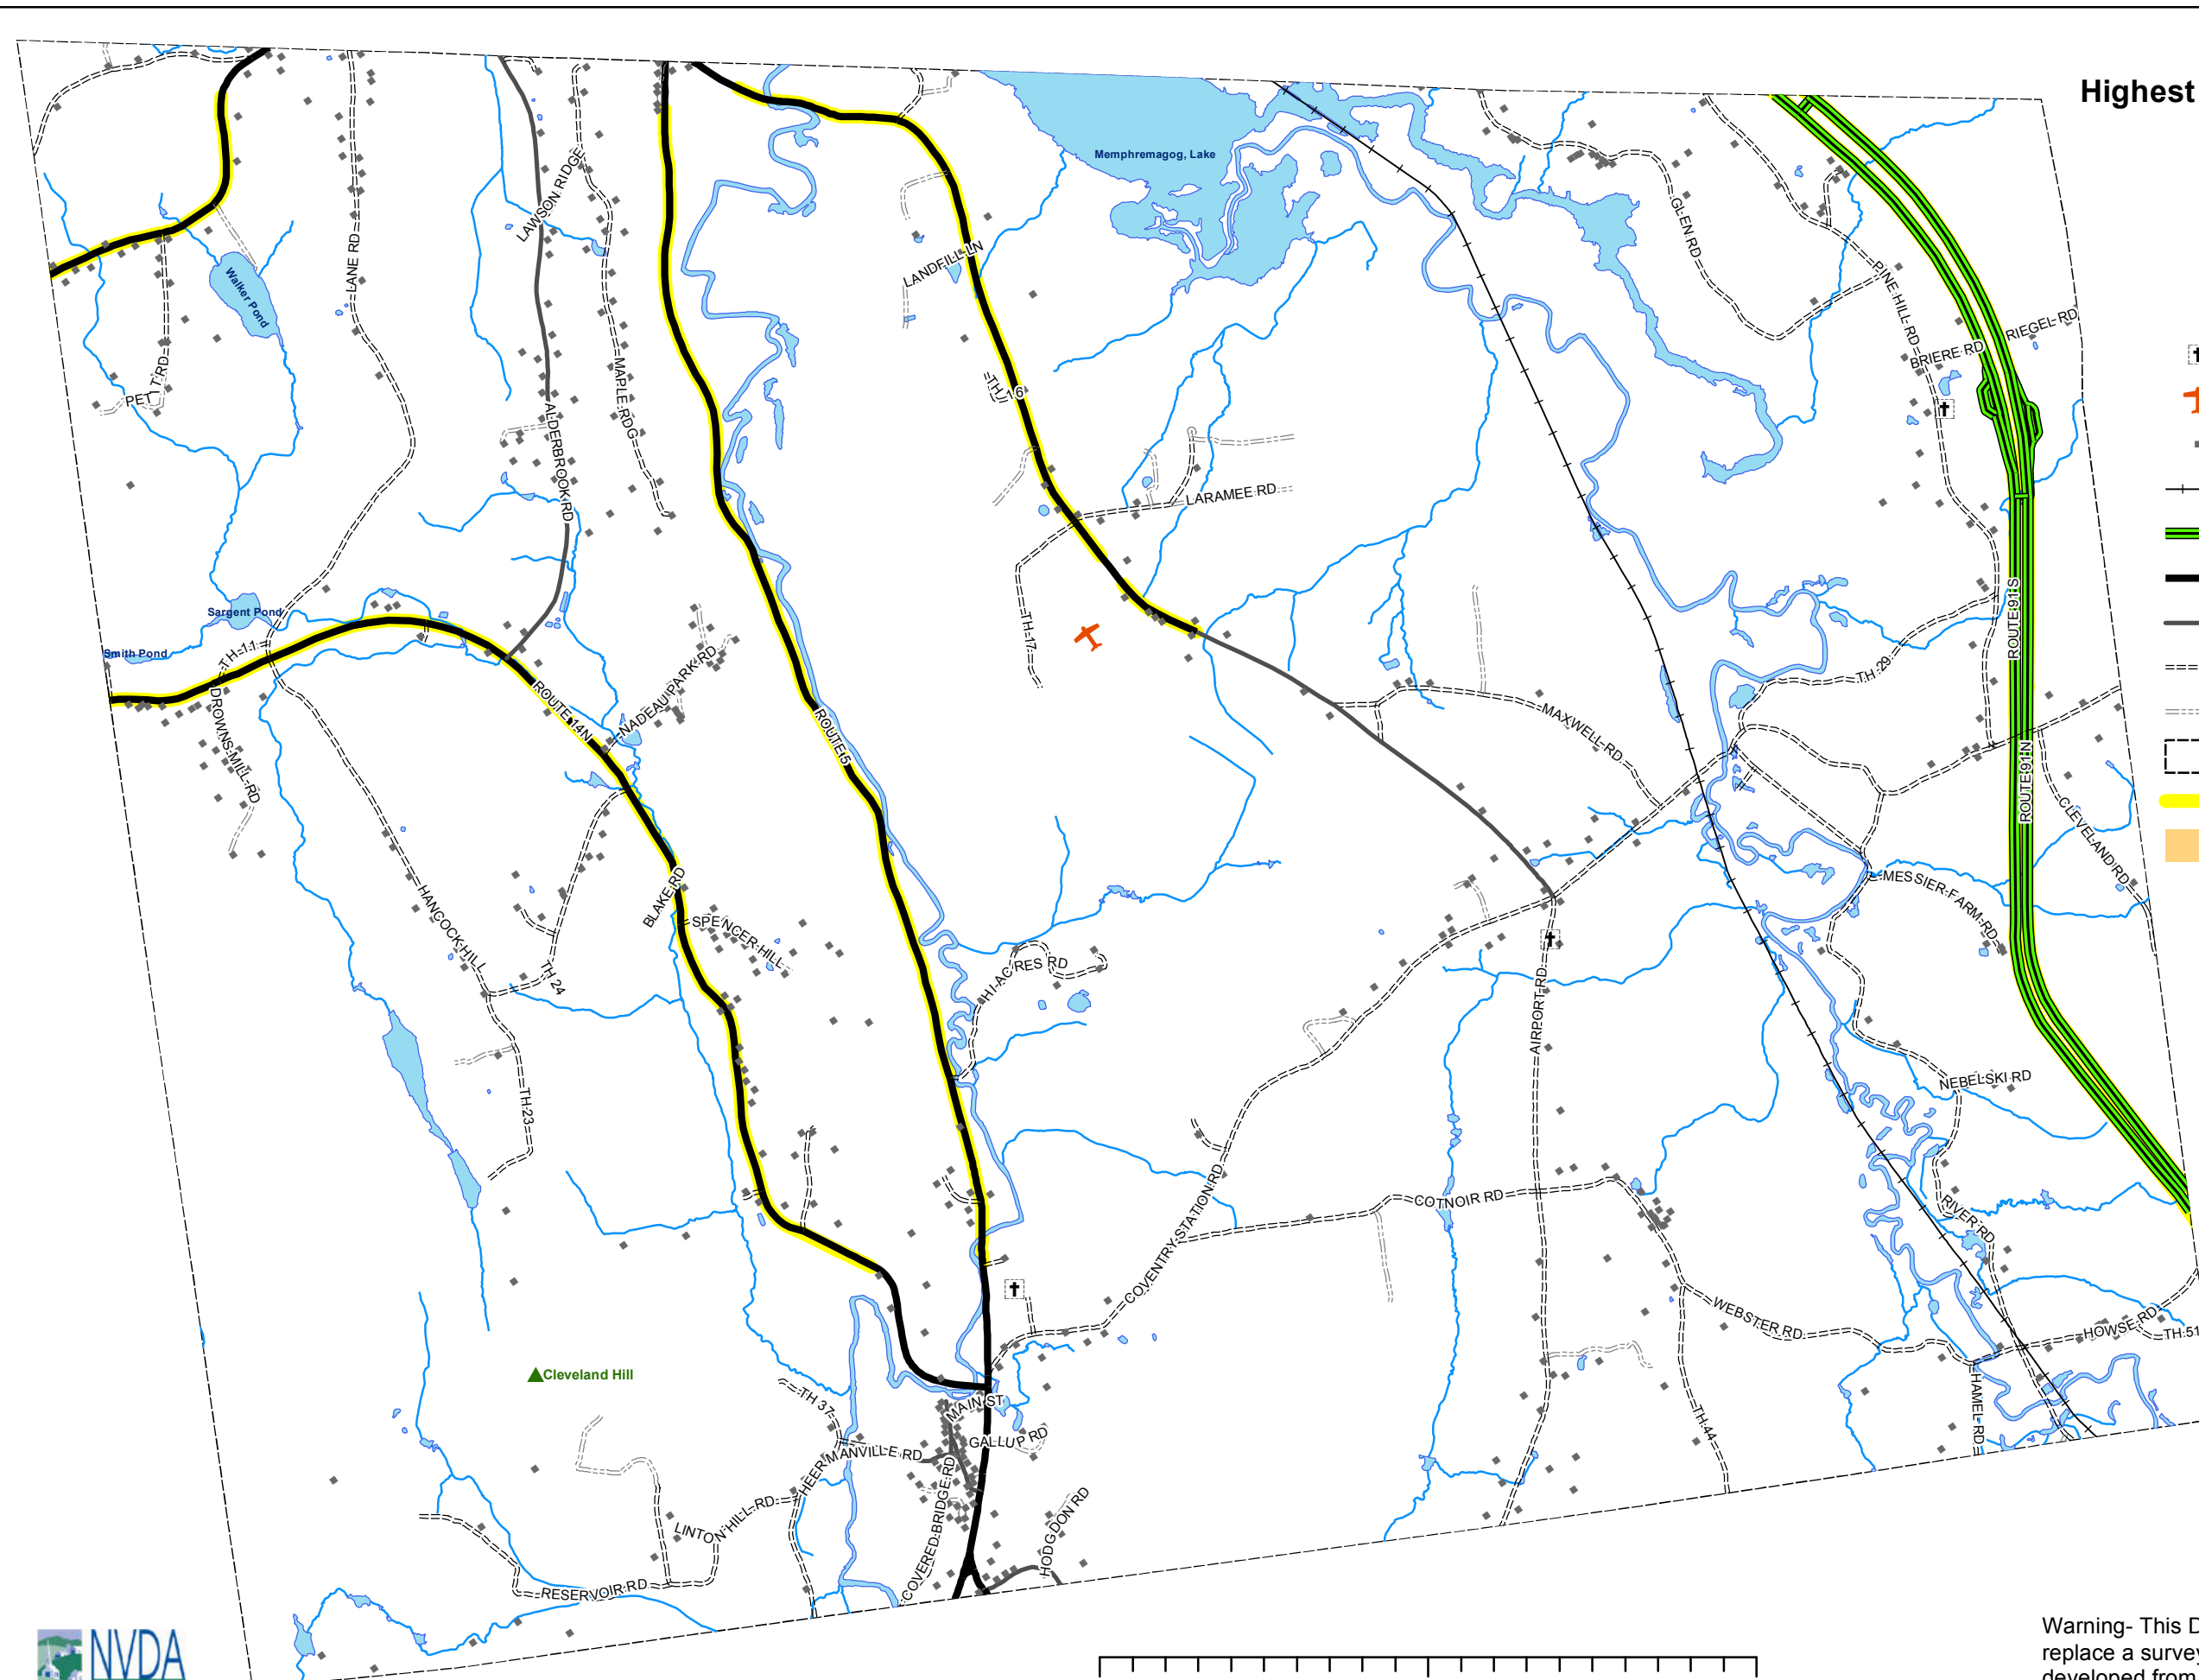 Highest
Memphremagog, Lake
LAWSON RIDGE
GLEN RD
LANE RD
LANDFILL LN
Walker Pond
PINE HILL RD
RIEGEL RD
BRIERE RD
PET T RD
MAPLE RDG
TH 16
ALDERBROOK RD
LARAMEE RD
Sargent Pond
ROUTE 91 S
TH 11
TH-17
Smith Pond
TH 29
NADEAU PARK RD
DROWNS MILL RD
ROUTE 14 N
ROUTE 5
MAXWELL RD
ROUTE 91 N
CLEVELAND RD
BLAKE RD
MESSIER FARM RD
HANCOCK HILL
SPENCER HILL
HI-ACRES RD
TH 24
AIRPORT RD
NEBELSKI RD
TH 23
COTNOIR RD
COVENTRY STATION RD
RIVER RD
WEBSTER RD
HOWSE RD
TH 51
Cleveland Hill
TH 37
MAIN ST
HAMEL RD
TH 44
GALLUP RD
HEERMANVILLE RD
LINTON HILL RD
COVERED BRIDGE RD
HODGDON RD
RESERVOIR RD
NVDA
Warning- This D
replace a survey
developed from